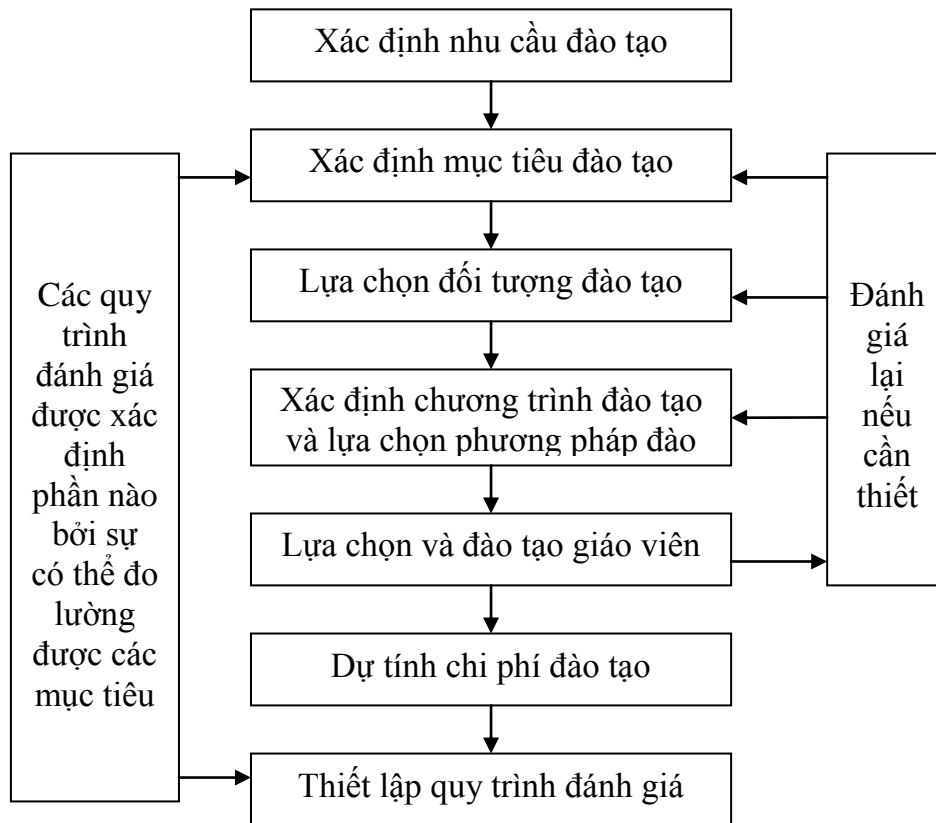 Xác định nhu cầu đào tạo
Xác định mục tiêu đào tạo
Lựa chọn đối tượng đào tạo
Xác định chương trình đào tạo
và lựa chọn phương pháp đào
Lựa chọn và đào tạo giáo viên
Dự tính chi phí đào tạo
Thiết lập quy trình đánh giá
Các quy
trình
đánh giá
được xác
định
phần nào
bởi sự
có thể đo
lường
được các
mục tiêu
Đánh
giá
lại
nếu
cần
thiết